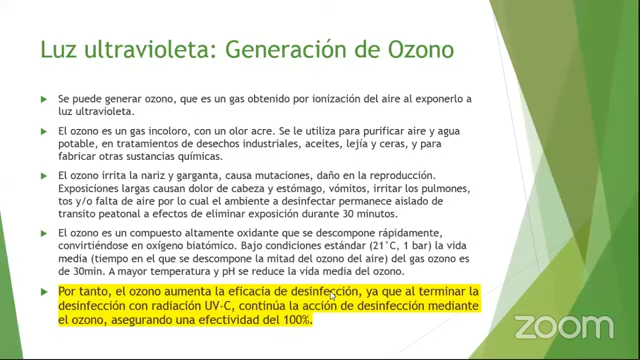 Luz ultravioleta: Generación de Ozono
Se puede generar ozono, que es un gas obtenido por ionización del aire al exponerlo a
luz ultravioleta.
El ozono es un gas incoloro, con un olor acre. Se le utiliza para purificar aire y agua
potable, en tratamientos de desechos industriales, aceites, lejía y ceras, y para
fabricar otras sustancias químicas.
El ozono irrita la nariz y garganta, causa mutaciones, daño en la reproducción.
Exposiciones largas causan dolor de cabeza y estómago, vómitos, irritar los pulmones,
tos y/o falta de aire por lo cual el ambiente a desinfectar permanece aislado de
transito peatonal a efectos de eliminar exposición durante 30 minutos.
El ozono es un compuesto altamente oxidante que se descompone rápidamente,
convirtiéndose en oxígeno biatómico. Bajo condiciones estándar (21°C, 1 bar) la vida
media (tiempo en el que se descompone la mitad del ozono del aire) del gas ozono es
de 30min. A mayor temperatura y pH se reduce la vida media del ozono.
Por tanto, el ozono aumenta la eficacia de desinfección, ya que al terminar la
desinfección con radiación UV-C, continúa la acción de desinfección mediante
el ozono, asegurando una efectividad del 100%.
zoom